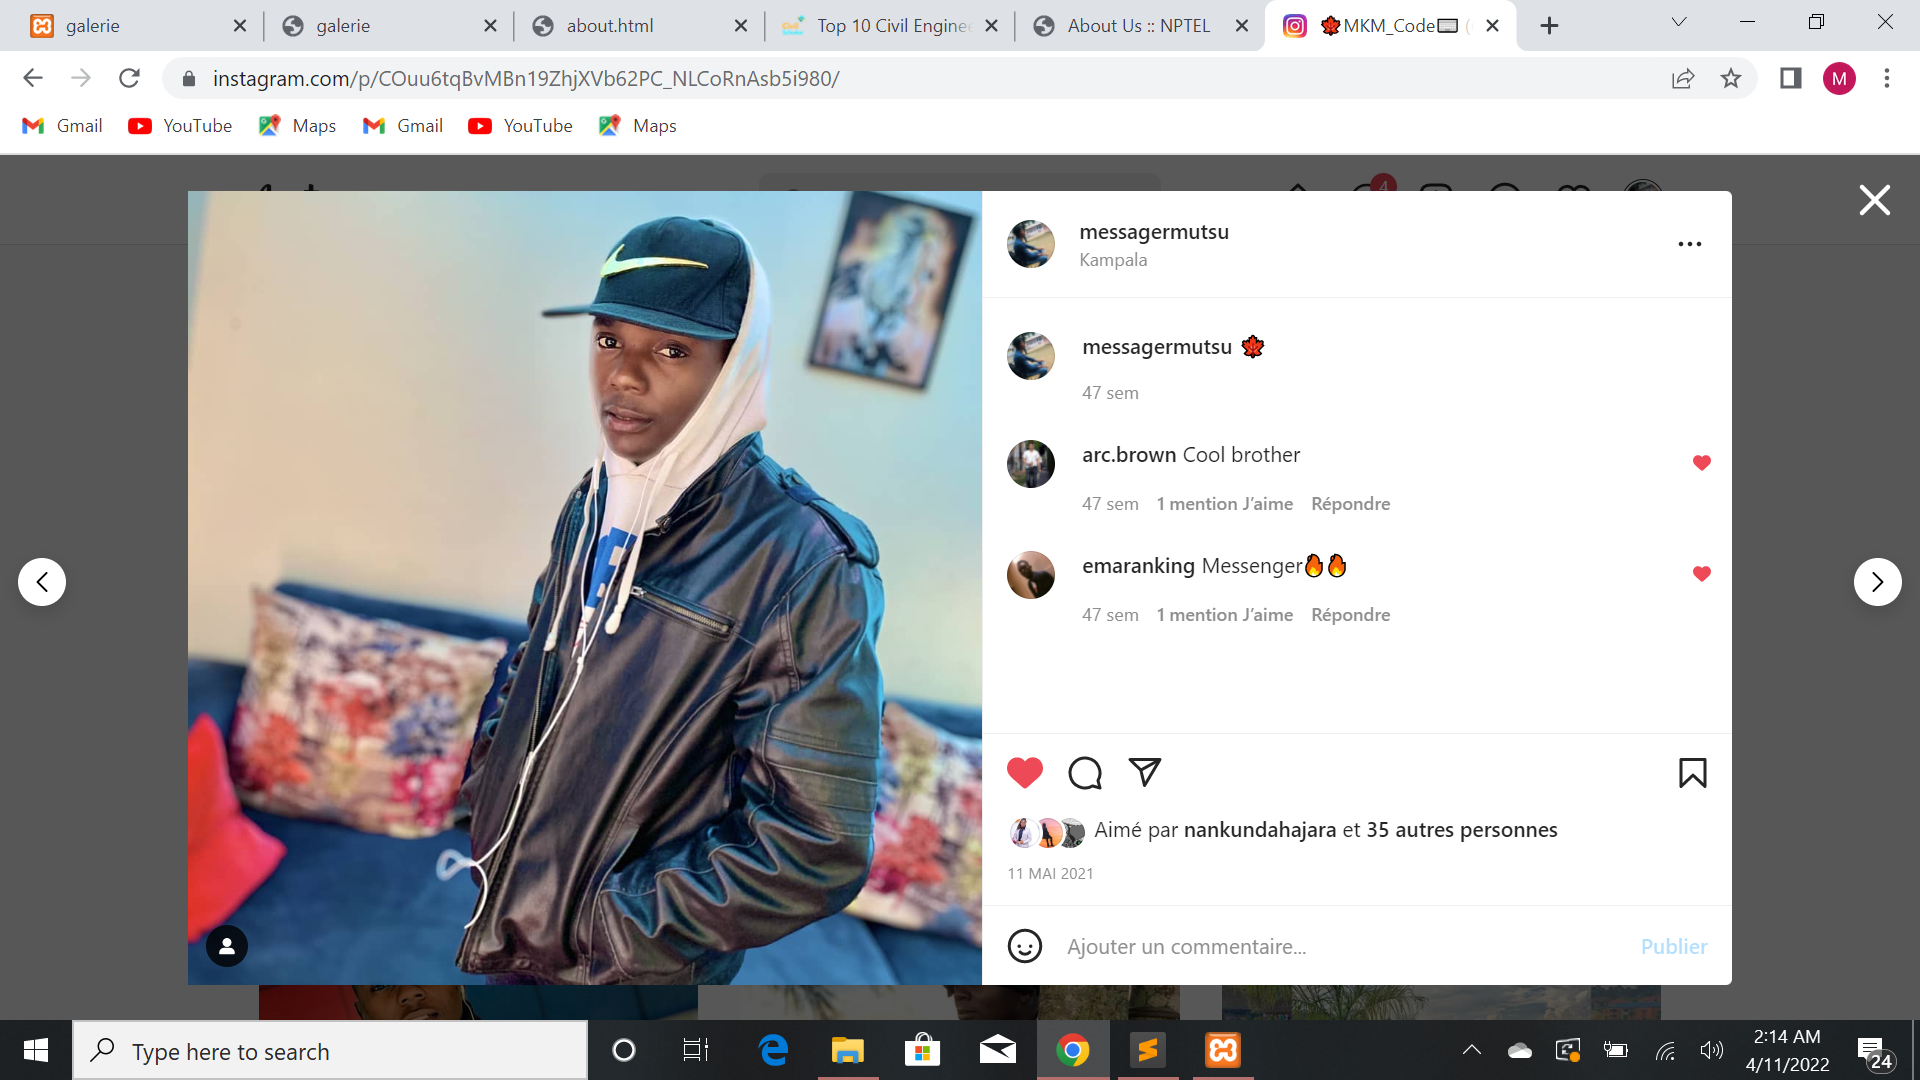 galerie
galerie
about.html
Top 10 Civil Enginee
About Us :: NPTEL
🍁MKM_Code⌨ (
instagram.com/p/COuu6tqBvMBn19ZhjXVb62PC_NLCoRnAsb5i980/
M
Gmail
YouTube
Maps
Gmail
YouTube
Maps
4
messagermutsu
Kampala
messagermutsu 🍁
47 sem
arc.brown Cool brother
47 sem 1 mention J’aime Répondre
emaranking Messenger🔥🔥
47 sem 1 mention J’aime Répondre
Aimé par nankundahajara et 35 autres personnes
11 MAI 2021
Ajouter un commentaire...
Publier
Type here to search
2:14 AM
4/11/2022
24